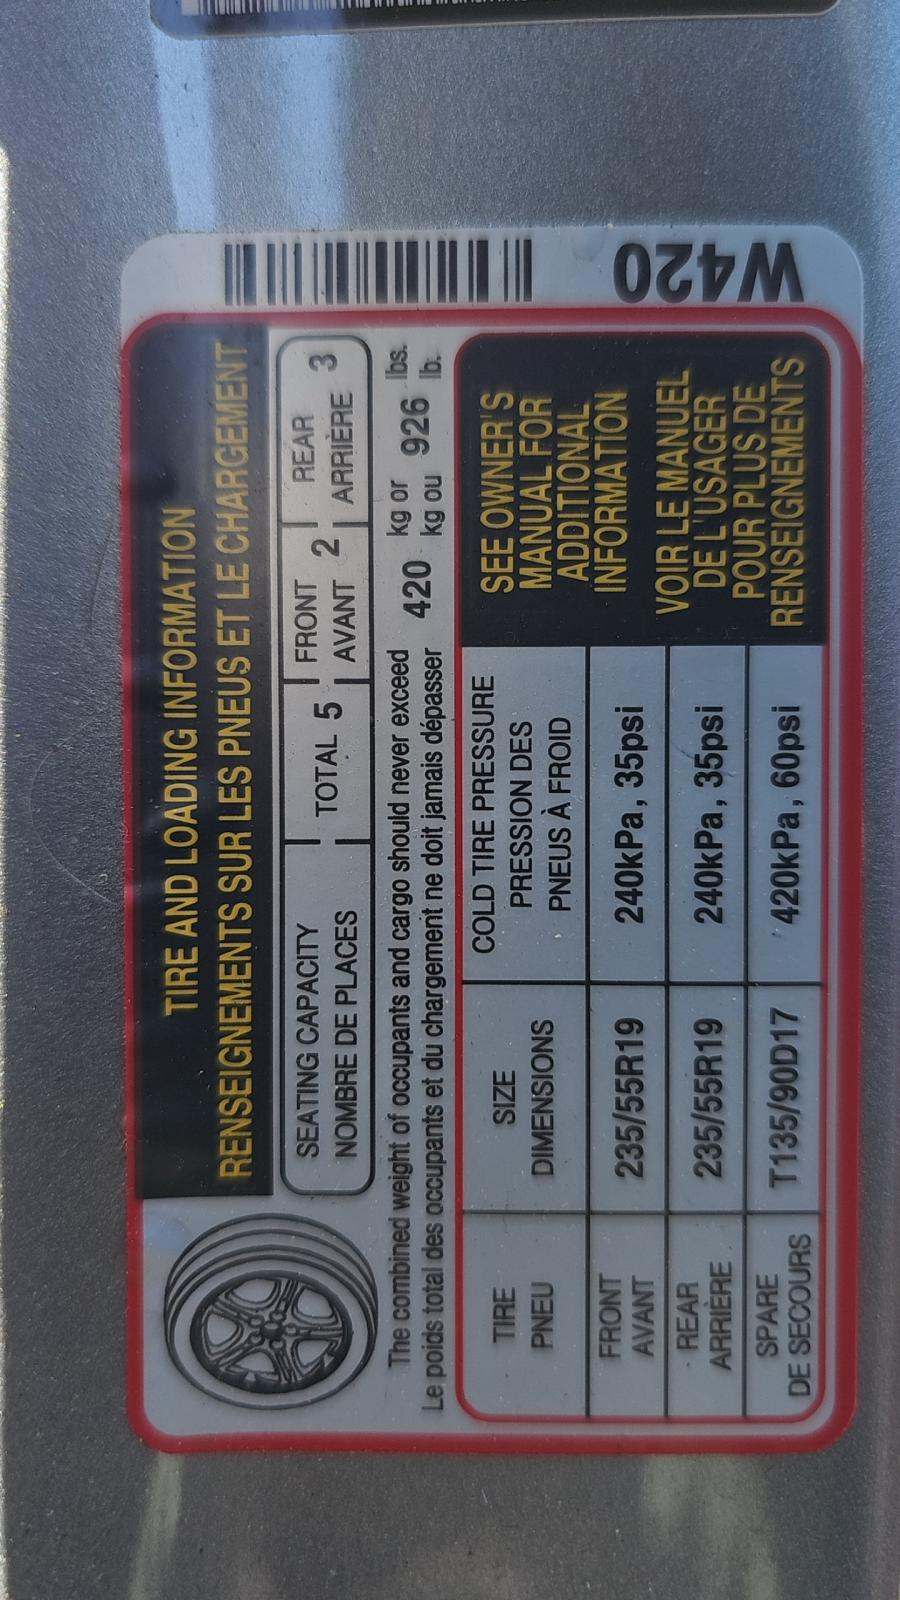 TIRE AND LOADING INFORMATION
RENSEIGNEMENTS SUR LES PNEUS ET LE CHARGEMENT
SEATING CAPACITY
NOMBRE DE PLACES
TOTAL 5
FRONT
AVANT 2
REAR
ARRIÈRE 3
The combined weight of occupants and cargo should never exceed 420 kg or 926 lbs.
Le poids total des occupants et du chargement ne doit jamais dépasser kg ou lb.
TIRE
PNEU
SIZE
DIMENSIONS
COLD TIRE PRESSURE
PRESSION DES
PNEUS À FROID
SEE OWNER'S
MANUAL FOR
ADDITIONAL
INFORMATION
VOIR LE MANUEL
DE L'USAGER
POUR PLUS DE
RENSEIGNEMENTS
FRONT
AVANT
235/55R19
240kPa, 35psi
REAR
ARRIÈRE
235/55R19
240kPa, 35psi
SPARE
DE SECOURS
T135/90D17
420kPa, 60psi
W420